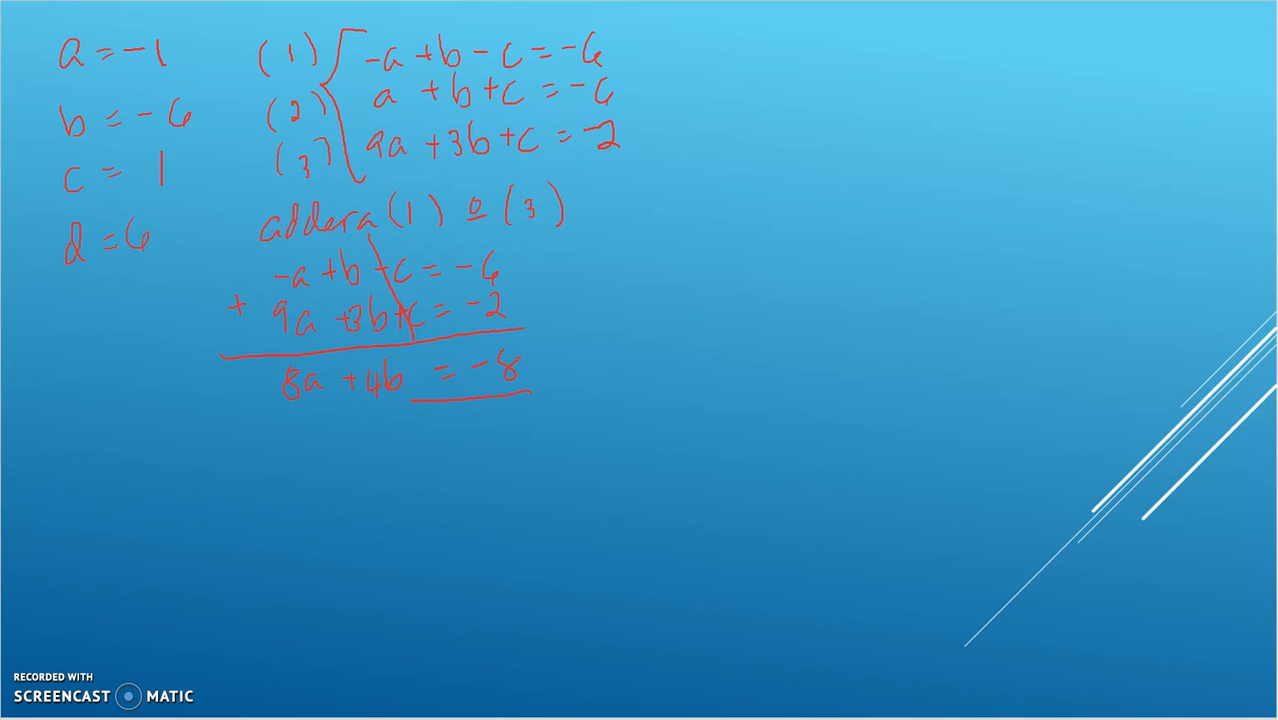 a = -1
b = -6
c = 1
d = 6
(1) -a + b - c = -6
(2) a + b + c = -6
(3) 9a + 3b + c = -2
addera (1) o (3)
-a + b - c = -6
+ 9a + 3b + c = -2
8a + 4b = -8
RECORDED WITH
SCREENCAST MATIC